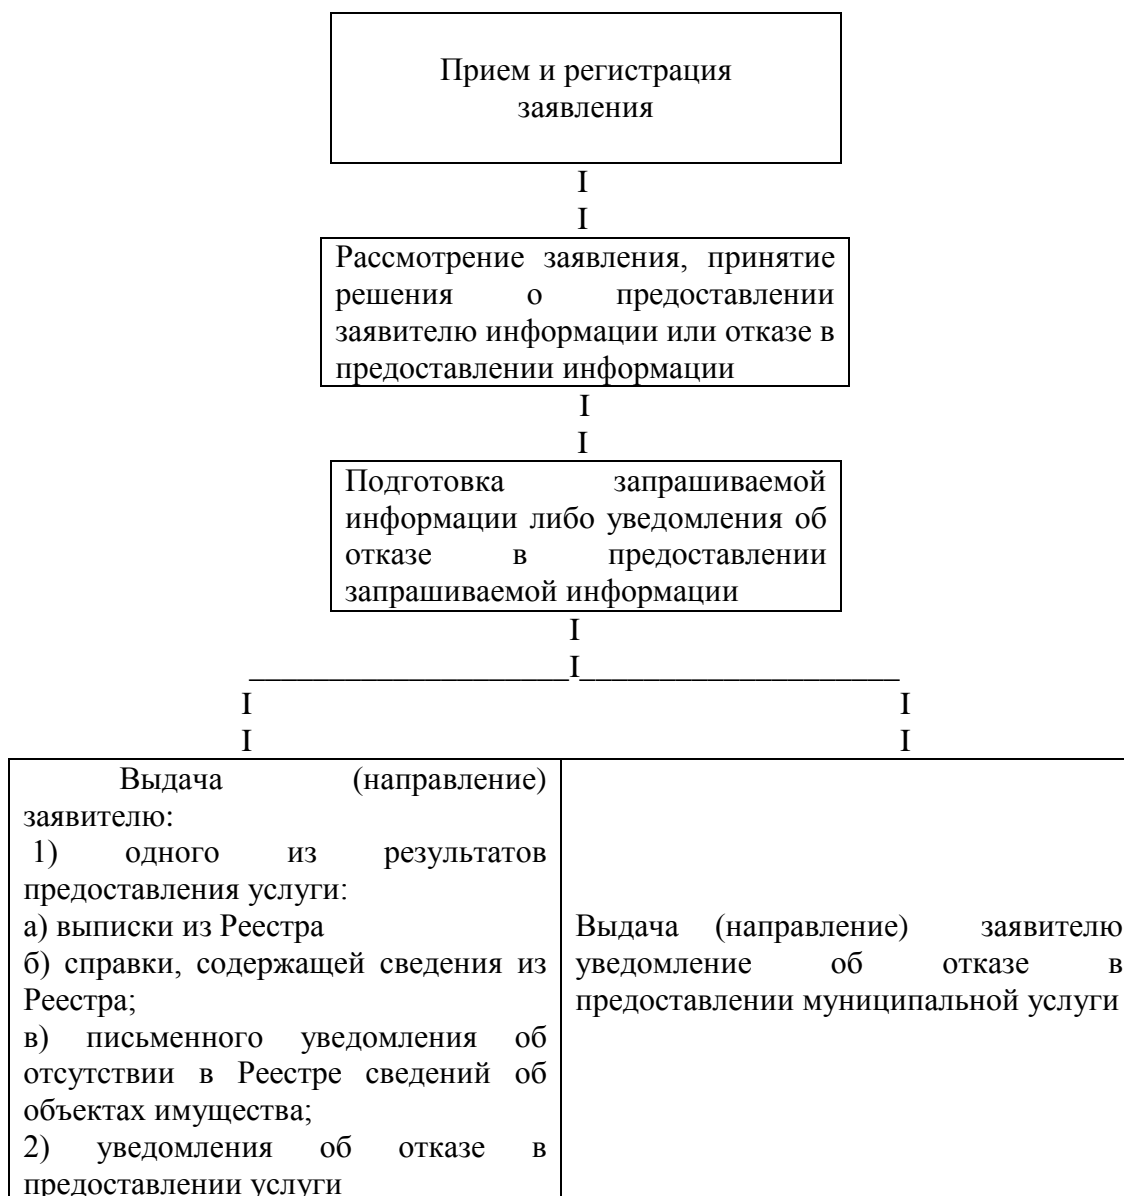 Прием и регистрация
заявления
I
I
Рассмотрение заявления, принятие
решения о предоставлении
заявителю информации или отказе в
предоставлении информации
I
I
Подготовка запрашиваемой
информации либо уведомления об
отказе в предоставлении
запрашиваемой информации
I
____________________I____________________
I I
I I
Выдача (направление)
заявителю:
1) одного из результатов
предоставления услуги:
а) выписки из Реестра
б) справки, содержащей сведения из
Реестра;
в) письменного уведомления об
отсутствии в Реестре сведений об
объектах имущества;
2) уведомления об отказе в
предоставлении услуги
Выдача (направление) заявителю
уведомление об отказе в
предоставлении муниципальной услуги